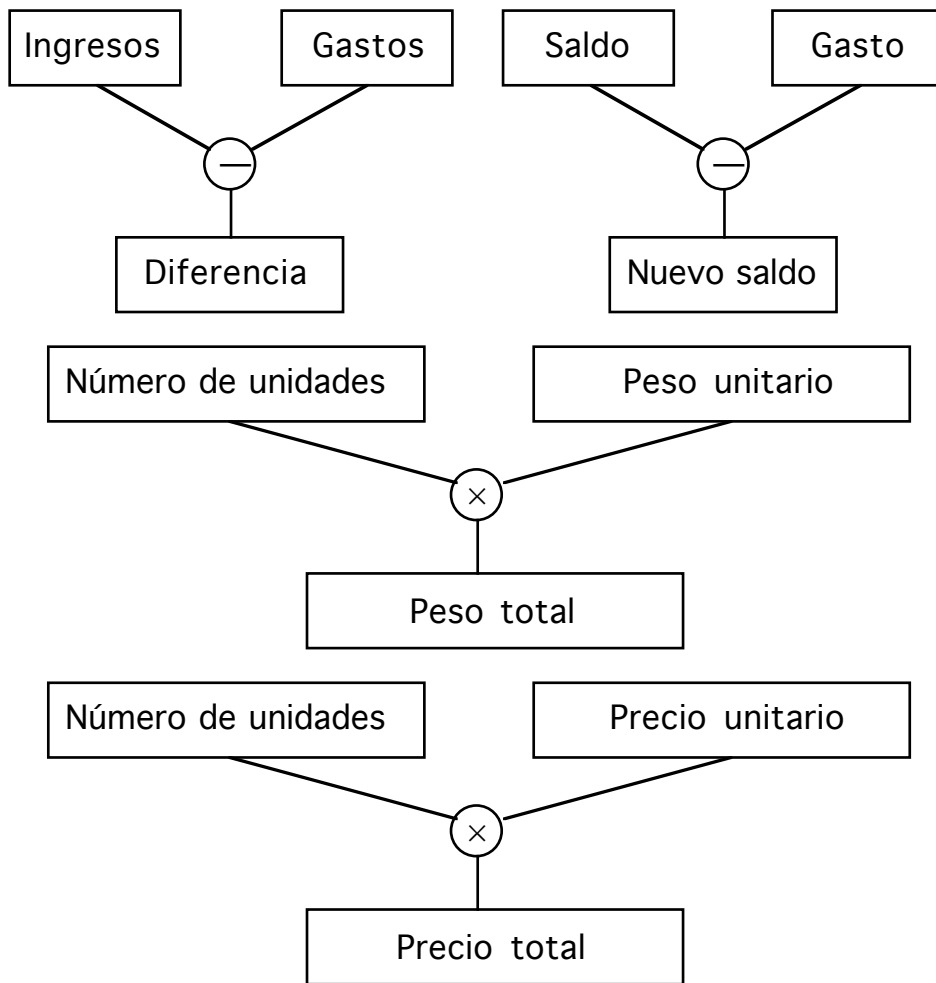 Ingresos Gastos Saldo Gasto
— —
Diferencia Nuevo saldo
Número de unidades Peso unitario
×
Peso total
Número de unidades Precio unitario
×
Precio total